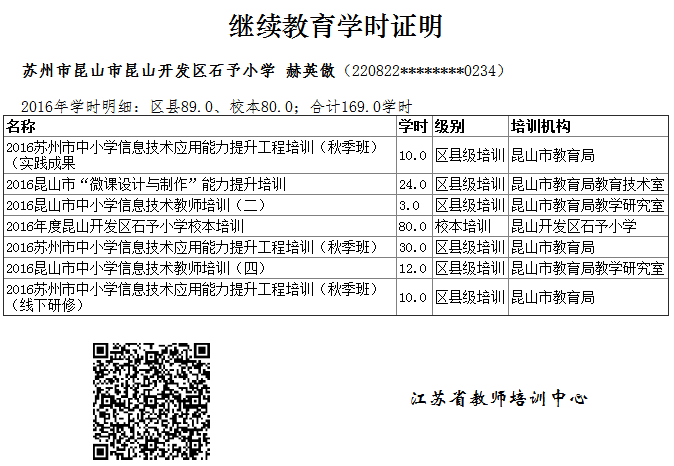 继续教育学时证明
苏州市昆山市昆山开发区石予小学 赫英傲（220822********0234）
2016年学时明细：区县89.0、校本80.0；合计169.0学时
名称 学时 级别 培训机构
2016苏州市中小学信息技术应用能力提升工程培训（秋季班）
（实践成果 10.0 区县级培训 昆山市教育局
2016昆山市“微课设计与制作”能力提升培训 24.0 区县级培训 昆山市教育局教育技术室
2016昆山市中小学信息技术教师培训（二） 3.0 区县级培训 昆山市教育局教学研究室
2016年度昆山开发区石予小学校本培训 80.0 校本培训 昆山开发区石予小学
2016苏州市中小学信息技术应用能力提升工程培训（秋季班） 30.0 区县级培训 昆山市教育局
2016昆山市中小学信息技术教师培训（四） 12.0 区县级培训 昆山市教育局教学研究室
2016苏州市中小学信息技术应用能力提升工程培训（秋季班）
（线下研修） 10.0 区县级培训 昆山市教育局
江苏省教师培训中心